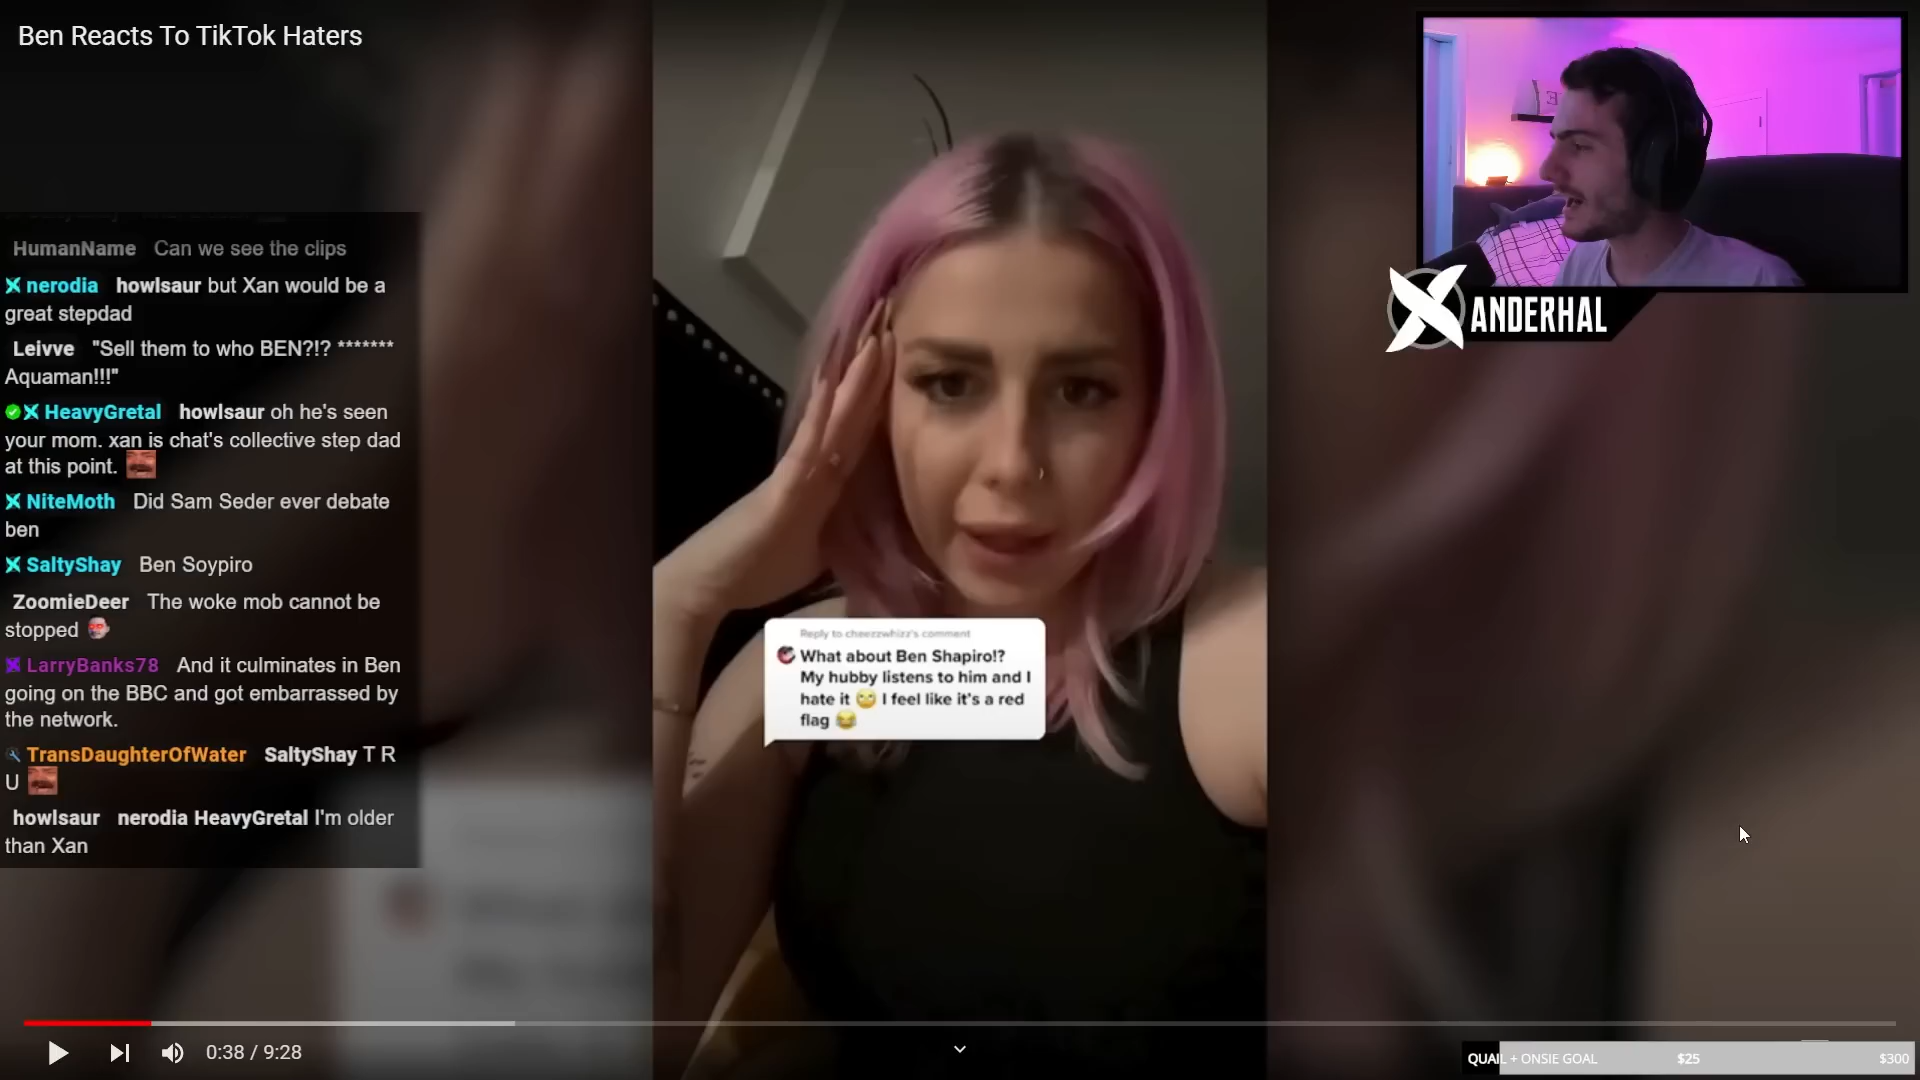 Ben Reacts To TikTok Haters
HumanName Can we see the clips
nerodia howlsaur but Xan would be a
great stepdad
Leivve "Sell them to who BEN?!? *******
Aquaman!!!"
HeavyGretal howlsaur oh he's seen
your mom. xan is chat's collective step dad
at this point.
NiteMoth Did Sam Seder ever debate
ben
SaltyShay Ben Soypiro
ZoomieDeer The woke mob cannot be
stopped
LarryBanks78 And it culminates in Ben
going on the BBC and got embarrassed by
the network.
TransDaughterOfWater SaltyShay T R
U
howlsaur nerodia HeavyGretal I'm older
than Xan
Reply to cheezzwhizz's comment
What about Ben Shapiro!?
My hubby listens to him and I
hate it 🙄 I feel like it's a red
flag 😂
XANDERHAL
0:38 / 9:28
QUAIL + ONSIE GOAL $25 $300